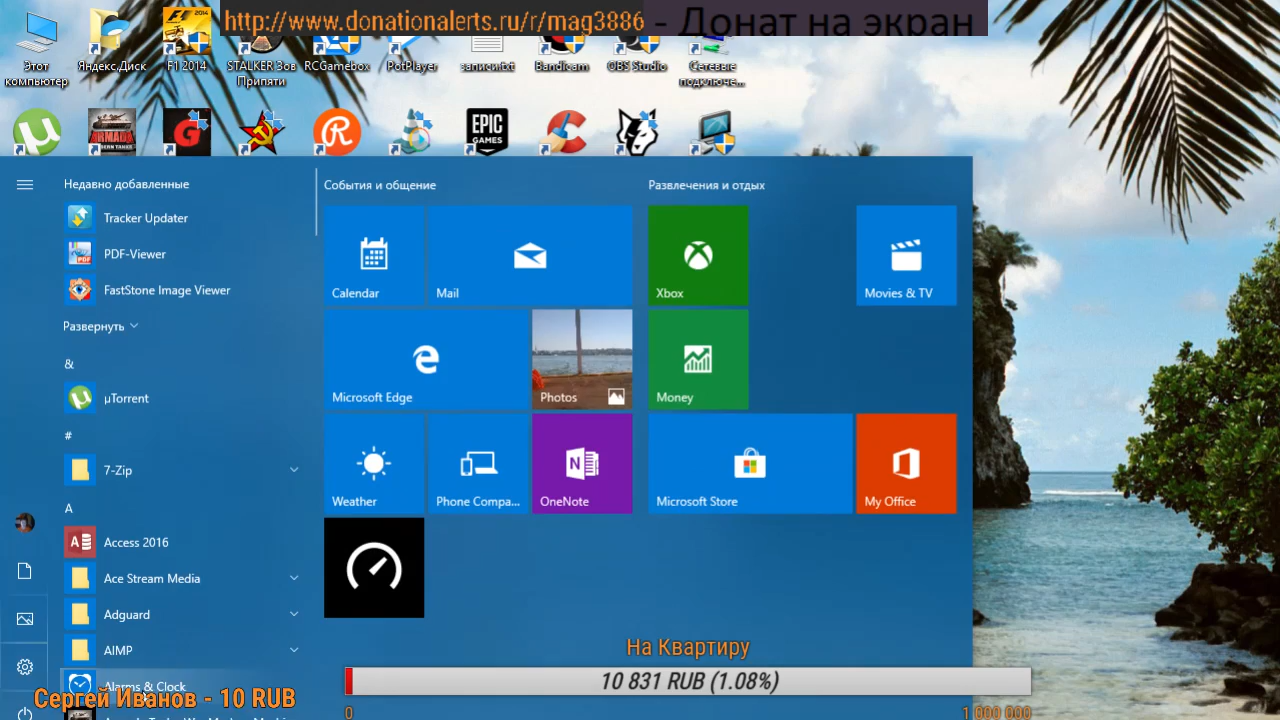 http://www.donationalerts.ru/r/mag3886 - Донат на экран
Этот компьютер
Яндекс.Диск
F1 2014
STALKER Зов Припяти
RCGamebox
PotPlayer
записи.txt
Bandicam
OBS Studio
Сетевые подключе...
EPIC GAMES
Недавно добавленные
Tracker Updater
PDF-Viewer
FastStone Image Viewer
Развернуть
&
µTorrent
#
7-Zip
A
Access 2016
Ace Stream Media
Adguard
AIMP
Alarms & Clock
События и общение
Calendar
Mail
Microsoft Edge
Photos
Weather
Phone Compa...
OneNote
Развлечения и отдых
Xbox
Movies & TV
Money
Microsoft Store
My Office
На Квартиру
10 831 RUB (1.08%)
0
1 000 000
Сергей Иванов - 10 RUB